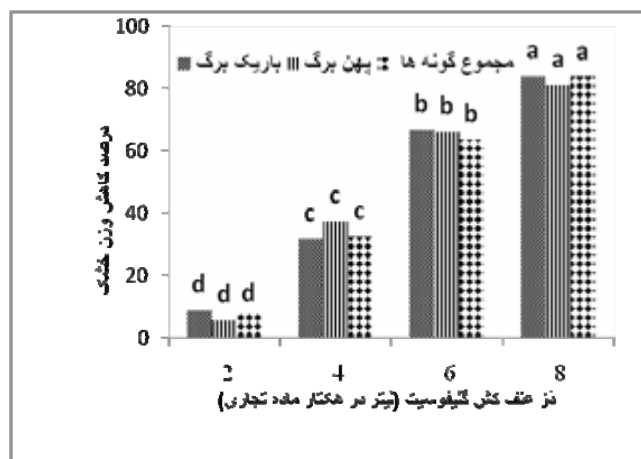 100
80
60
40
20
0
درصد کاهش وزن خشک
باریک برگ پهن برگ مجموع گونه ها
d d d
c c c
b b b
a a a
2 4 6 8
دز علف کش گلیفوسیت (لیتر در هکتار ماده تجاری)